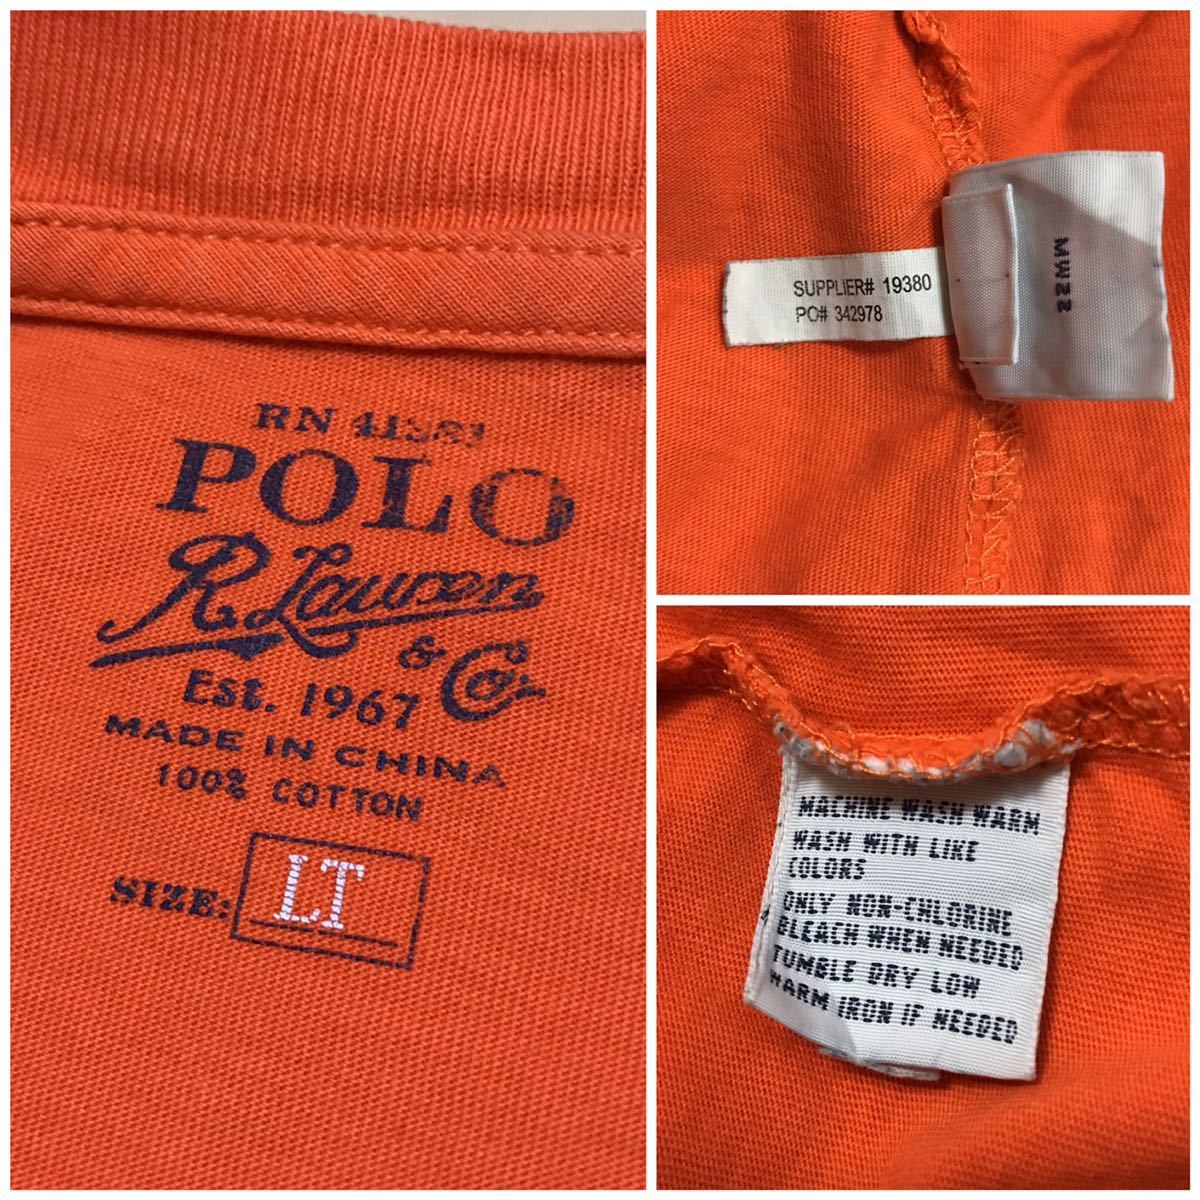 RN 41381
POLO
R Lauren
& Co.
Est. 1967
MADE IN CHINA
100% COTTON
SIZE: LT
SUPPLIER# 19380
PO# 342978
MW22
MACHINE WASH WARM
WASH WITH LIKE
COLORS
ONLY NON-CHLORINE
BLEACH WHEN NEEDED
TUMBLE DRY LOW
WARM IRON IF NEEDED